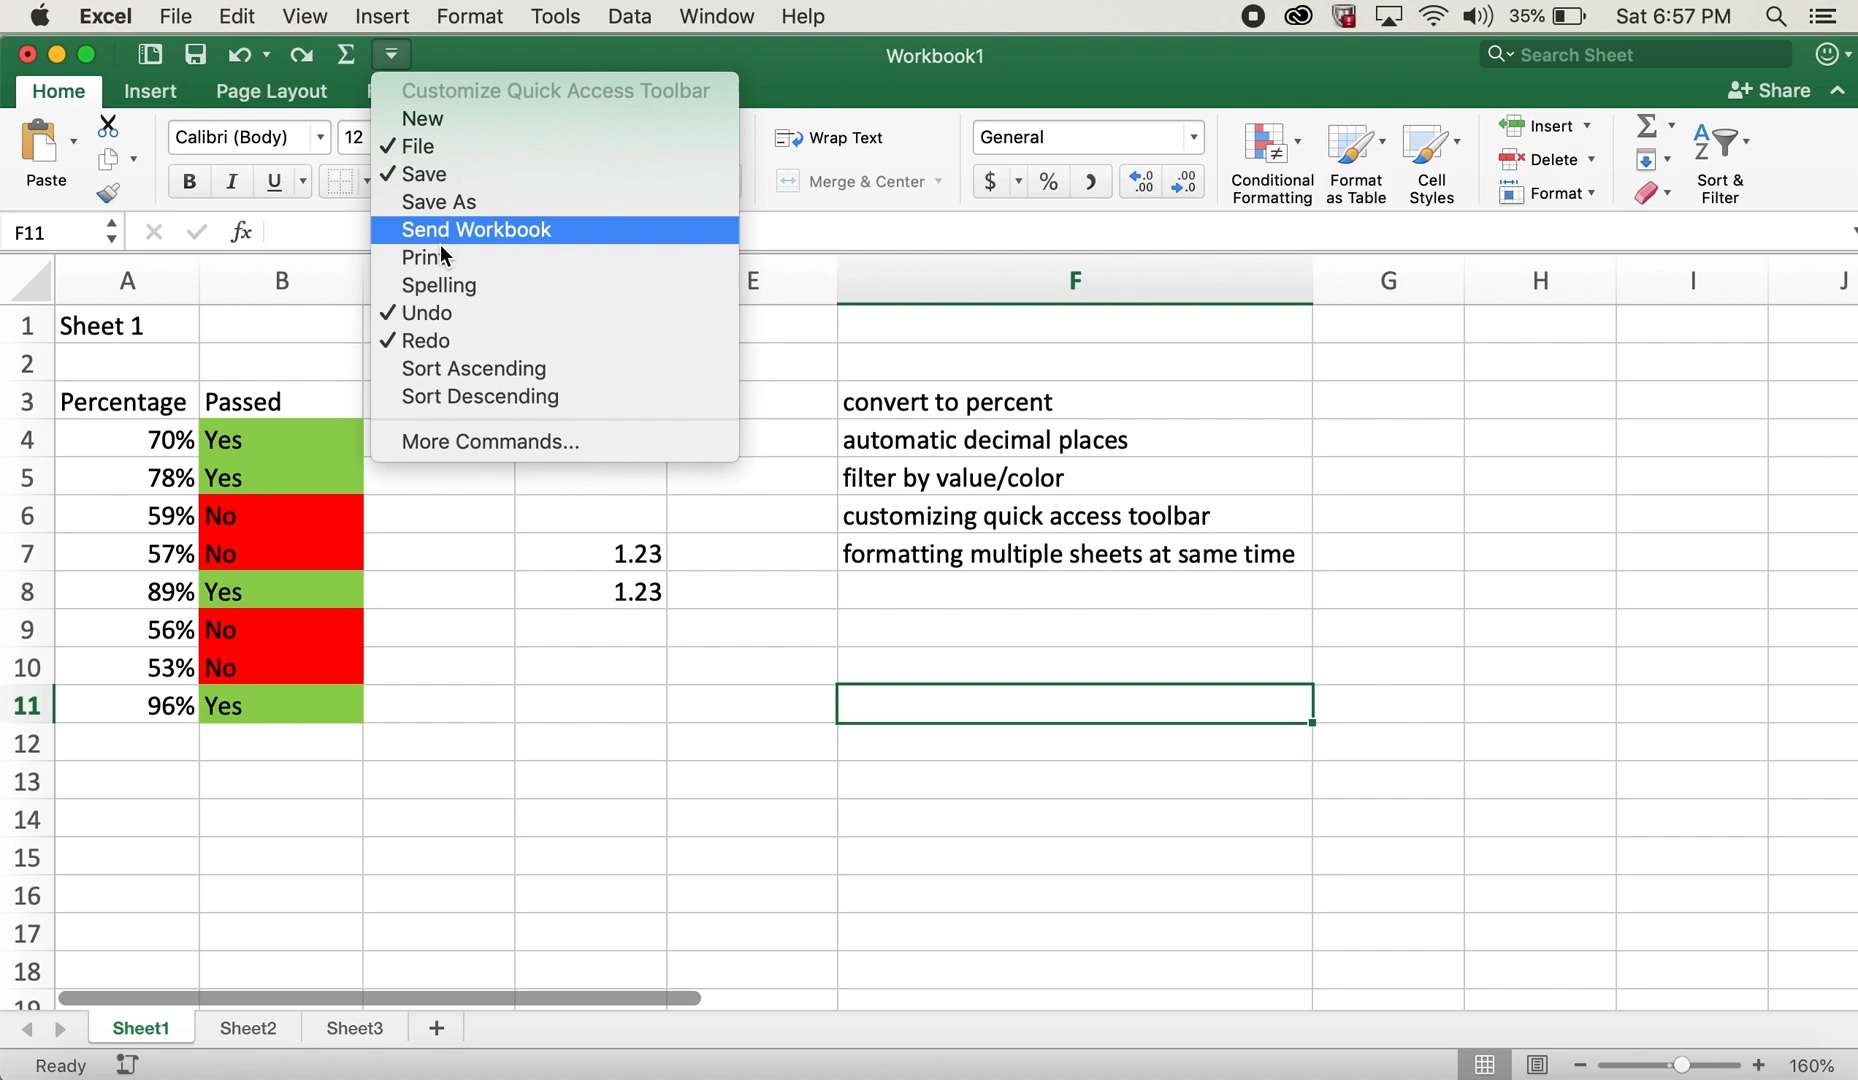 Excel File Edit View Insert Format Tools Data Window Help 35% Sat 6:57 PM
Workbook1 Search Sheet
Home Insert Page Layout Share
Customize Quick Access Toolbar
New
File
Save
Save As
Send Workbook
Print
Spelling
Undo
Redo
Sort Ascending
Sort Descending
More Commands...
Paste
Calibri (Body) 12
B I U
Wrap Text
Merge & Center
General
$ %
Conditional Formatting
Format as Table
Cell Styles
Insert
Delete
Format
Sort & Filter
F11 fx
A B E F G H I J
1 Sheet 1
2
3 Percentage Passed convert to percent
4 70% Yes automatic decimal places
5 78% Yes filter by value/color
6 59% No customizing quick access toolbar
7 57% No 1.23 formatting multiple sheets at same time
8 89% Yes 1.23
9 56% No
10 53% No
11 96% Yes
12
13
14
15
16
17
18
19
Sheet1 Sheet2 Sheet3 +
Ready 160%